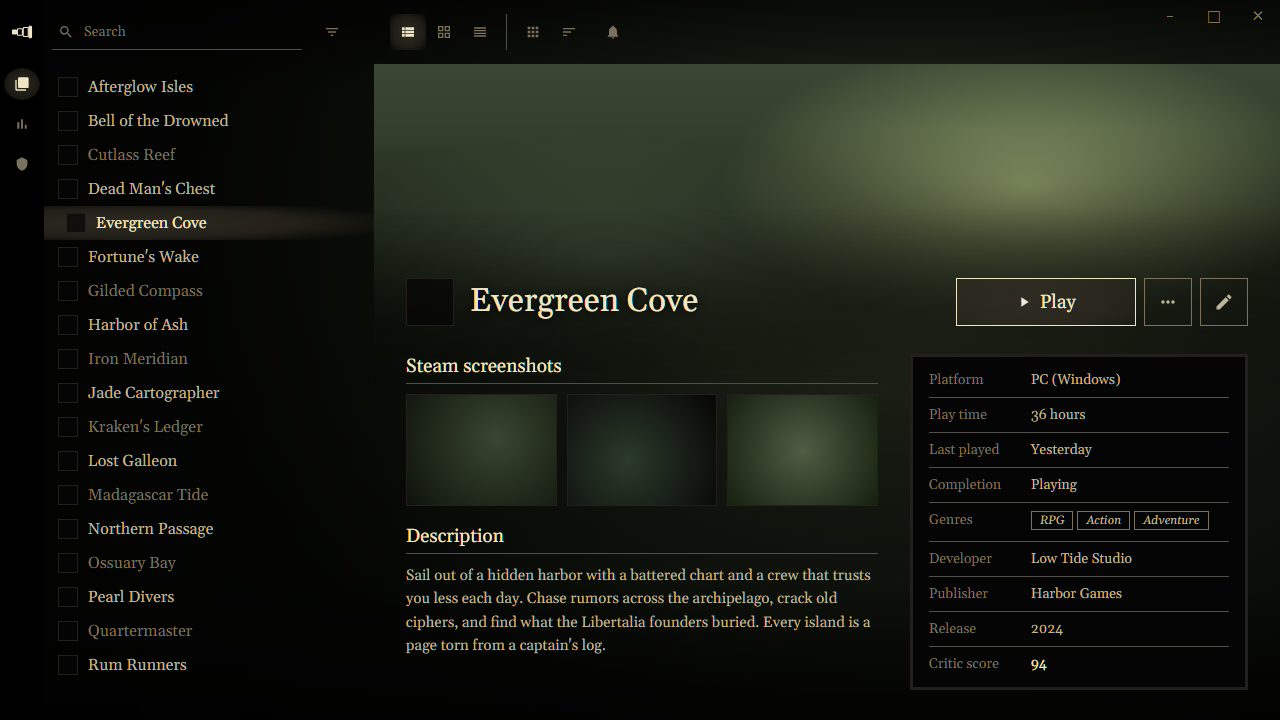 Search
Afterglow Isles
Bell of the Drowned
Cutlass Reef
Dead Man's Chest
Evergreen Cove
Fortune's Wake
Gilded Compass
Harbor of Ash
Iron Meridian
Jade Cartographer
Kraken's Ledger
Lost Galleon
Madagascar Tide
Northern Passage
Ossuary Bay
Pearl Divers
Quartermaster
Rum Runners
Evergreen Cove
Play
Steam screenshots
Description
Sail out of a hidden harbor with a battered chart and a crew that trusts
you less each day. Chase rumors across the archipelago, crack old
ciphers, and find what the Libertalia founders buried. Every island is a
page torn from a captain's log.
Platform PC (Windows)
Play time 36 hours
Last played Yesterday
Completion Playing
Genres RPG Action Adventure
Developer Low Tide Studio
Publisher Harbor Games
Release 2024
Critic score 94